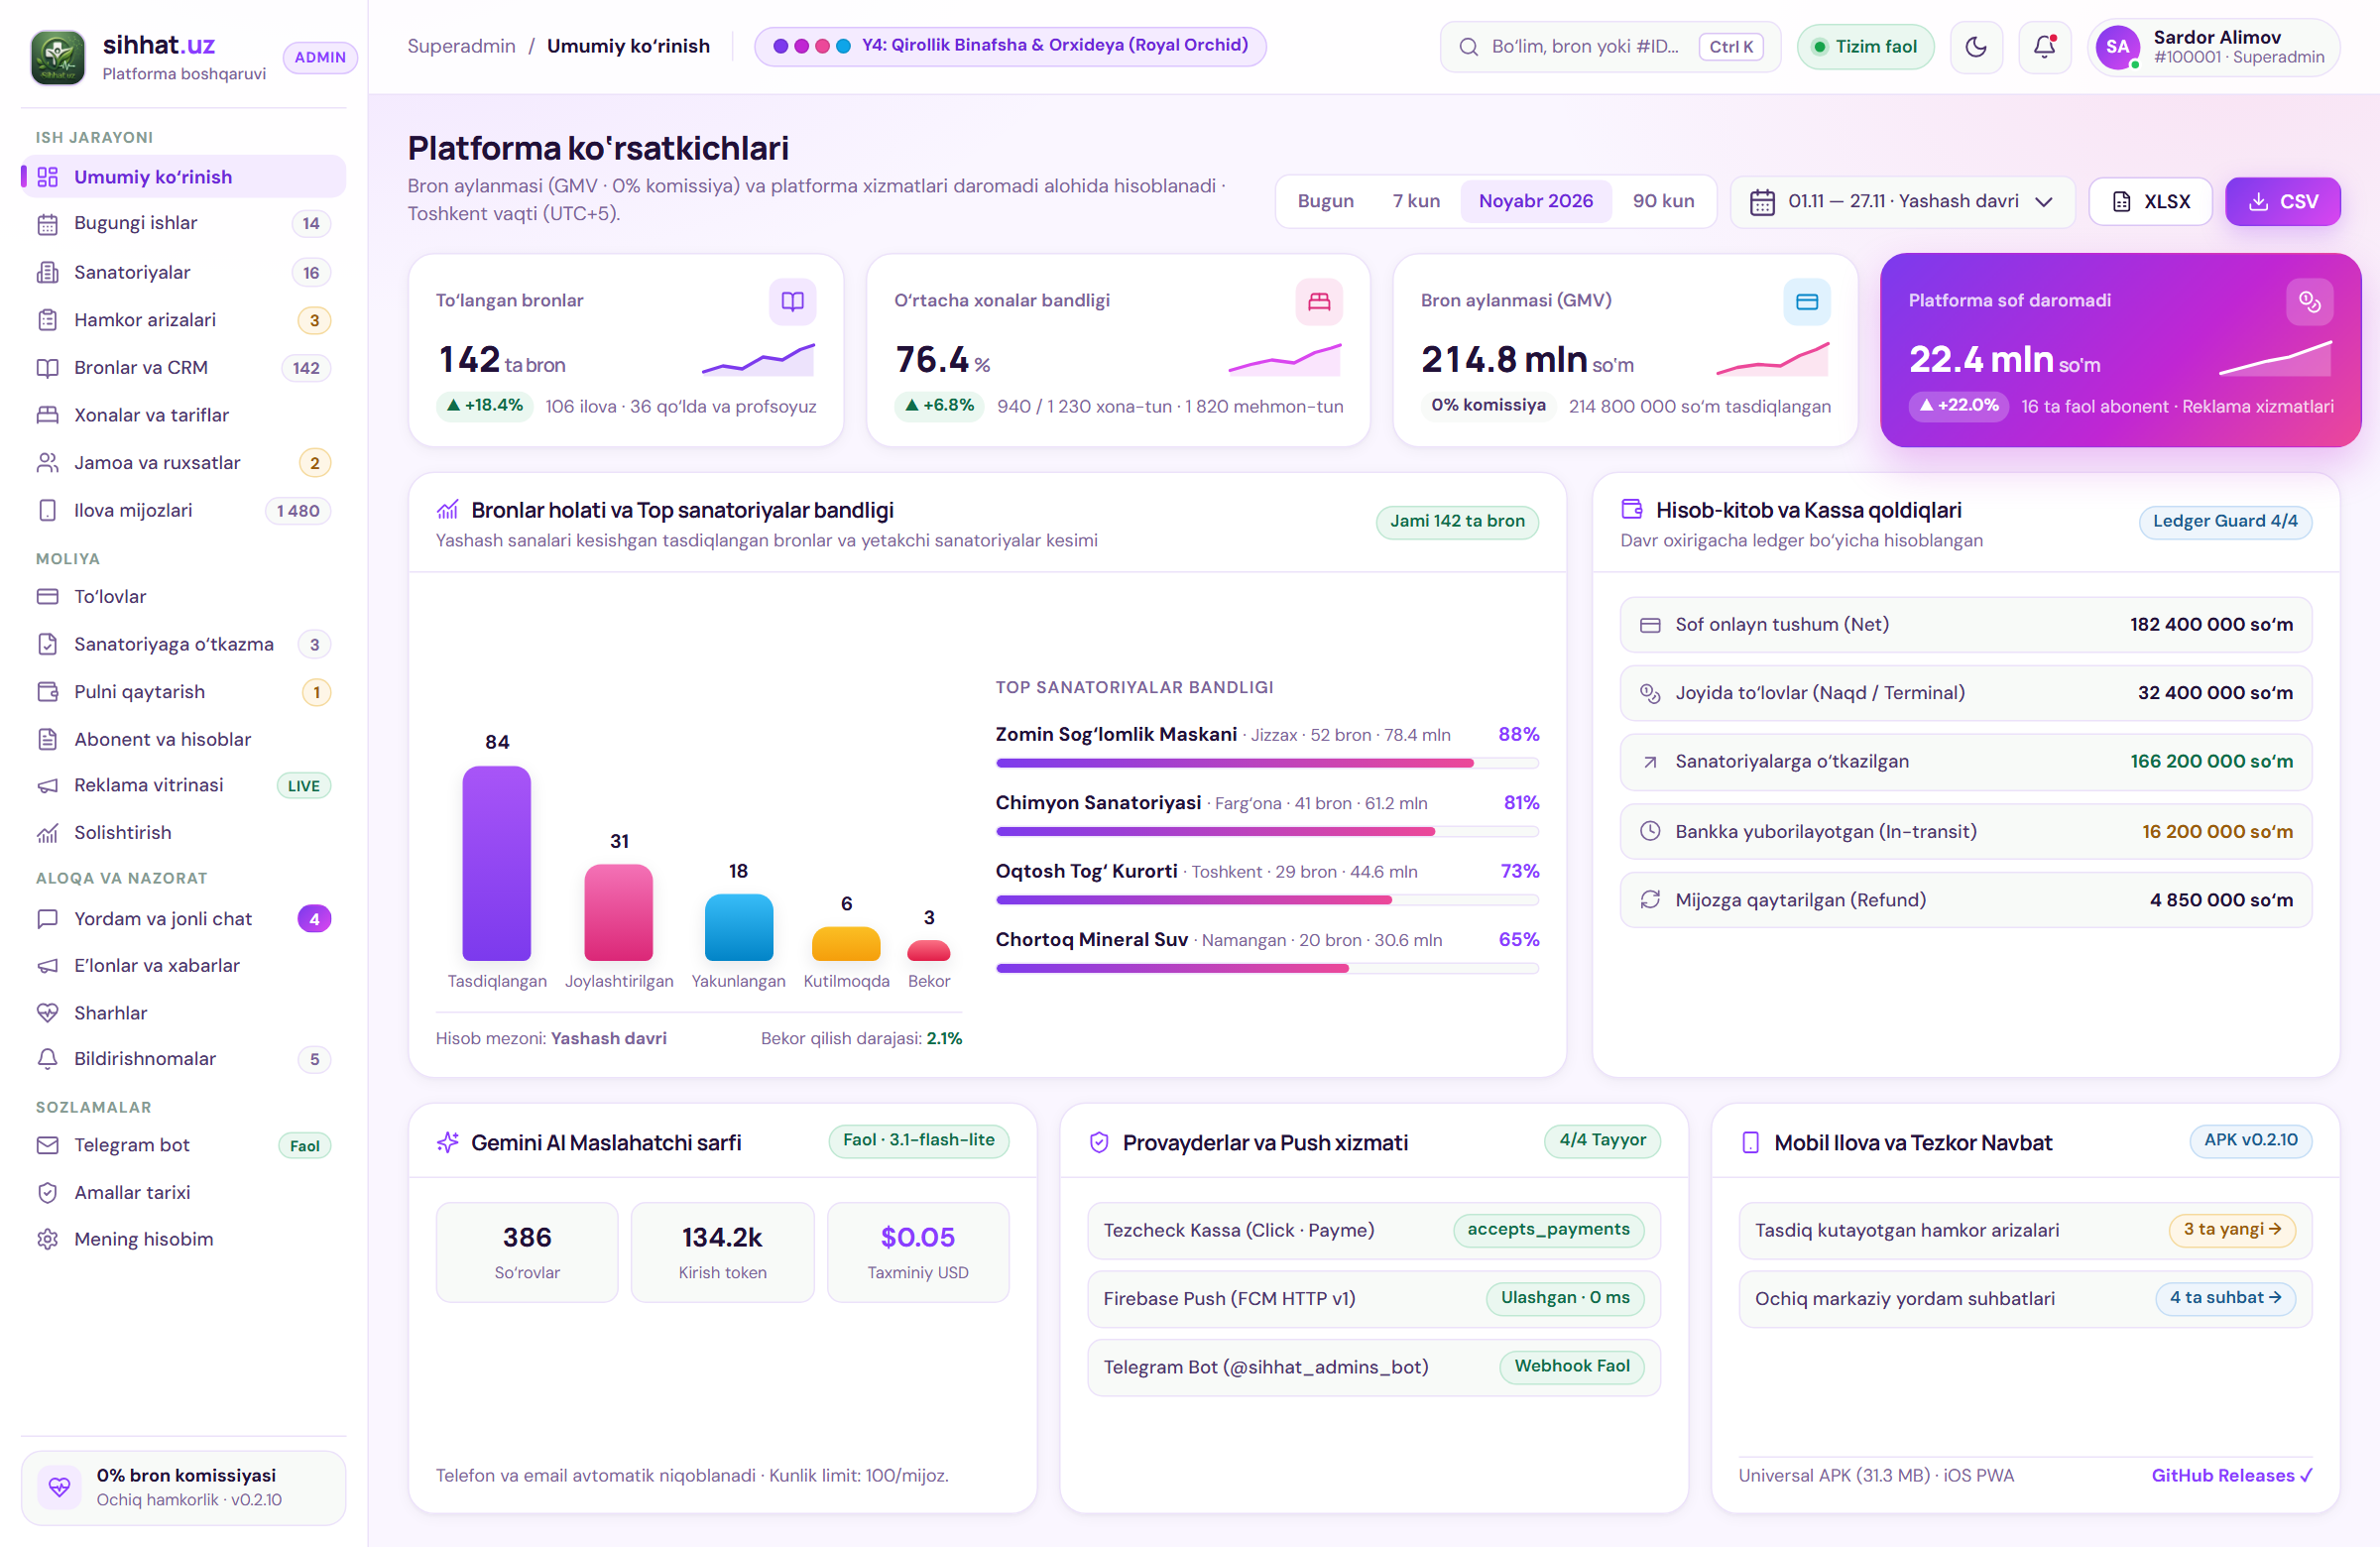 sihhat.uz
Platforma boshqaruvi
ADMIN
ISH JARAYONI
Umumiy ko‘rinish
Bugungi ishlar 14
Sanatoriyalar 16
Hamkor arizalari 3
Bronlar va CRM 142
Xonalar va tariflar
Jamoa va ruxsatlar 2
Ilova mijozlari 1 480
MOLIYA
To‘lovlar
Sanatoriyaga o‘tkazma 3
Pulni qaytarish 1
Abonent va hisoblar
Reklama vitrinasi LIVE
Solishtirish
ALOQA VA NAZORAT
Yordam va jonli chat 4
E’lonlar va xabarlar
Sharhlar
Bildirishnomalar 5
SOZLAMALAR
Telegram bot Faol
Amallar tarixi
Mening hisobim
0% bron komissiyasi
Ochiq hamkorlik · v0.2.10
Superadmin / Umumiy ko‘rinish
Y4: Qirollik Binafsha & Orxideya (Royal Orchid)
Bo‘lim, bron yoki #ID... Ctrl K
Tizim faol
SA
Sardor Alimov
#100001 · Superadmin
Platforma ko‘rsatkichlari
Bron aylanmasi (GMV · 0% komissiya) va platforma xizmatlari daromadi alohida hisoblanadi ·
Toshkent vaqti (UTC+5).
Bugun 7 kun Noyabr 2026 90 kun
01.11 — 27.11 · Yashash davri
XLSX
CSV
To‘langan bronlar
142 ta bron
▲ +18.4% 106 ilova · 36 qo‘lda va profsoyuz
O‘rtacha xonalar bandligi
76.4 %
▲ +6.8% 940 / 1 230 xona-tun · 1 820 mehmon-tun
Bron aylanmasi (GMV)
214.8 mln so‘m
0% komissiya 214 800 000 so‘m tasdiqlangan
Platforma sof daromadi
22.4 mln so‘m
▲ +22.0% 16 ta faol abonent · Reklama xizmatlari
Bronlar holati va Top sanatoriyalar bandligi
Yashash sanalari kesishgan tasdiqlangan bronlar va yetakchi sanatoriyalar kesimi
Jami 142 ta bron
84
31
18
6
3
Tasdiqlangan Joylashtirilgan Yakunlangan Kutilmoqda Bekor
Hisob mezoni: Yashash davri Bekor qilish darajasi: 2.1%
TOP SANATORIYALAR BANDLIGI
Zomin Sog‘lomlik Maskani · Jizzax · 52 bron · 78.4 mln 88%
Chimyon Sanatoriyasi · Farg‘ona · 41 bron · 61.2 mln 81%
Oqtosh Tog‘ Kurorti · Toshkent · 29 bron · 44.6 mln 73%
Chortoq Mineral Suv · Namangan · 20 bron · 30.6 mln 65%
Hisob-kitob va Kassa qoldiqlari
Davr oxirigacha ledger bo‘yicha hisoblangan
Ledger Guard 4/4
Sof onlayn tushum (Net) 182 400 000 so‘m
Joyida to‘lovlar (Naqd / Terminal) 32 400 000 so‘m
Sanatoriyalarga o‘tkazilgan 166 200 000 so‘m
Bankka yuborilayotgan (In-transit) 16 200 000 so‘m
Mijozga qaytarilgan (Refund) 4 850 000 so‘m
Gemini AI Maslahatchi sarfi
Faol · 3.1-flash-lite
386
So‘rovlar
134.2k
Kirish token
$0.05
Taxminiy USD
Telefon va email avtomatik niqoblanadi · Kunlik limit: 100/mijoz.
Provayderlar va Push xizmati
4/4 Tayyor
Tezcheck Kassa (Click · Payme) accepts_payments
Firebase Push (FCM HTTP v1) Ulashgan · 0 ms
Telegram Bot (@sihhat_admins_bot) Webhook Faol
Mobil Ilova va Tezkor Navbat
APK v0.2.10
Tasdiq kutayotgan hamkor arizalari 3 ta yangi →
Ochiq markaziy yordam suhbatlari 4 ta suhbat →
Universal APK (31.3 MB) · iOS PWA GitHub Releases ✓